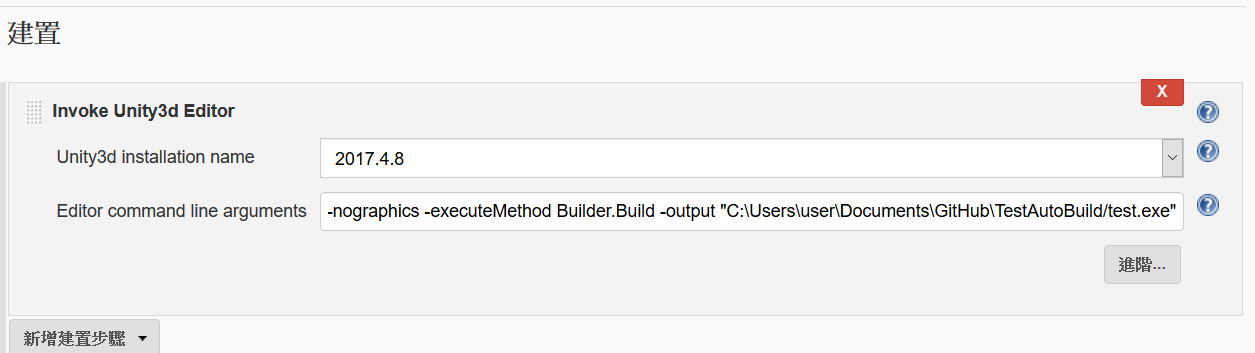 建置
X
Invoke Unity3d Editor
Unity3d installation name 2017.4.8
Editor command line arguments -nographics -executeMethod Builder.Build -output "C:\Users\user\Documents\GitHub\TestAutoBuild/test.exe"
進階...
新增建置步驟